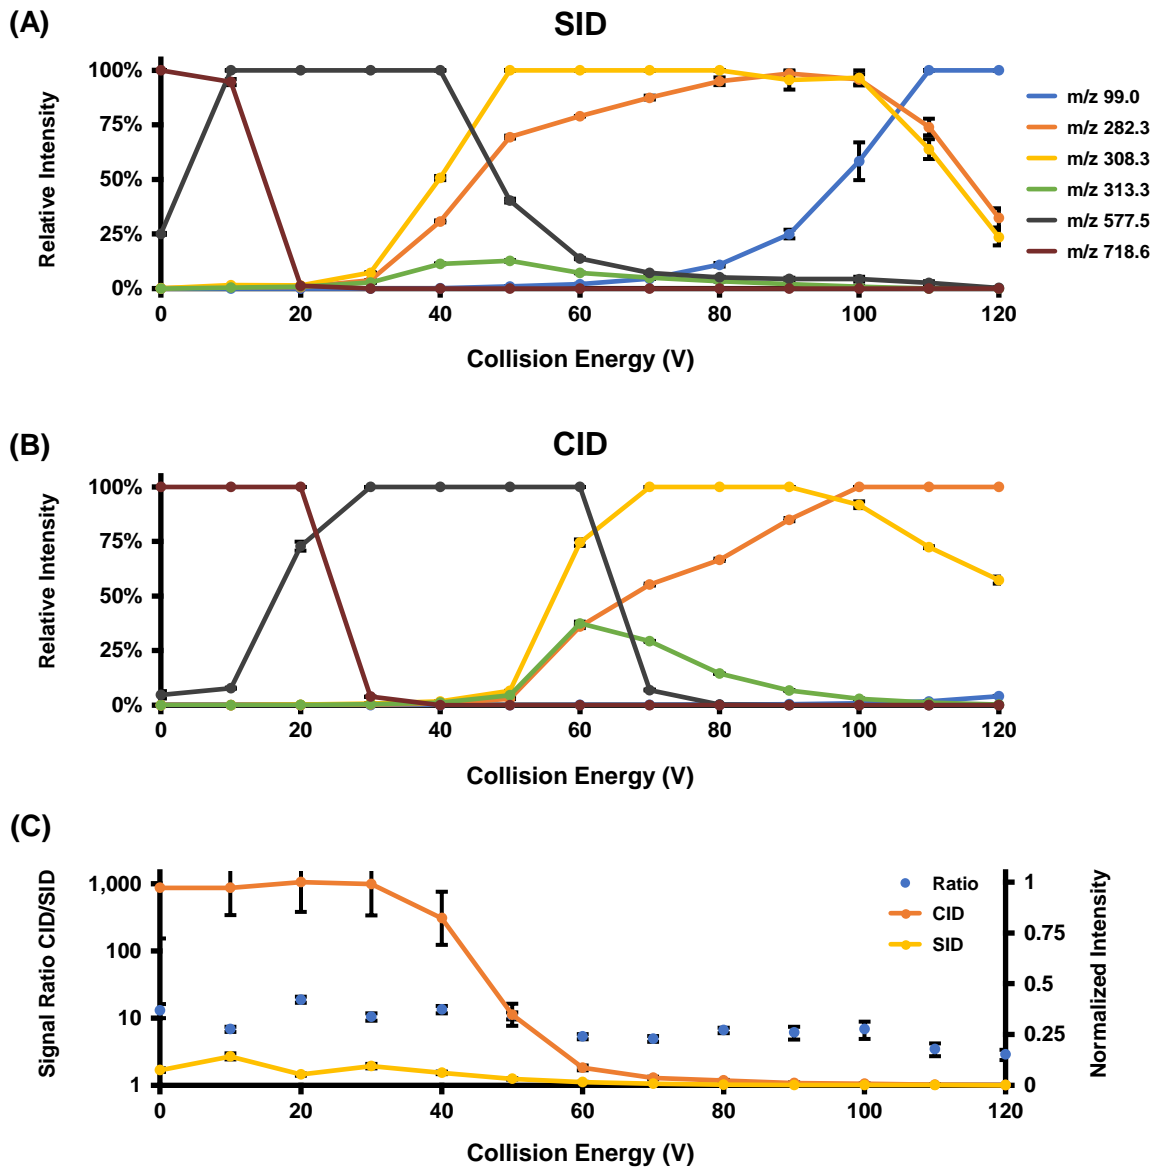 (A)
SID
100%
75%
50%
25%
0%
Relative Intensity
0 20 40 60 80 100 120
Collision Energy (V)
m/z 99.0
m/z 282.3
m/z 308.3
m/z 313.3
m/z 577.5
m/z 718.6
(B)
CID
100%
75%
50%
25%
0%
Relative Intensity
0 20 40 60 80 100 120
Collision Energy (V)
(C)
1,000
100
10
1
Signal Ratio CID/SID
Ratio
CID
SID
1
0.75
0.5
0.25
0
Normalized Intensity
0 20 40 60 80 100 120
Collision Energy (V)